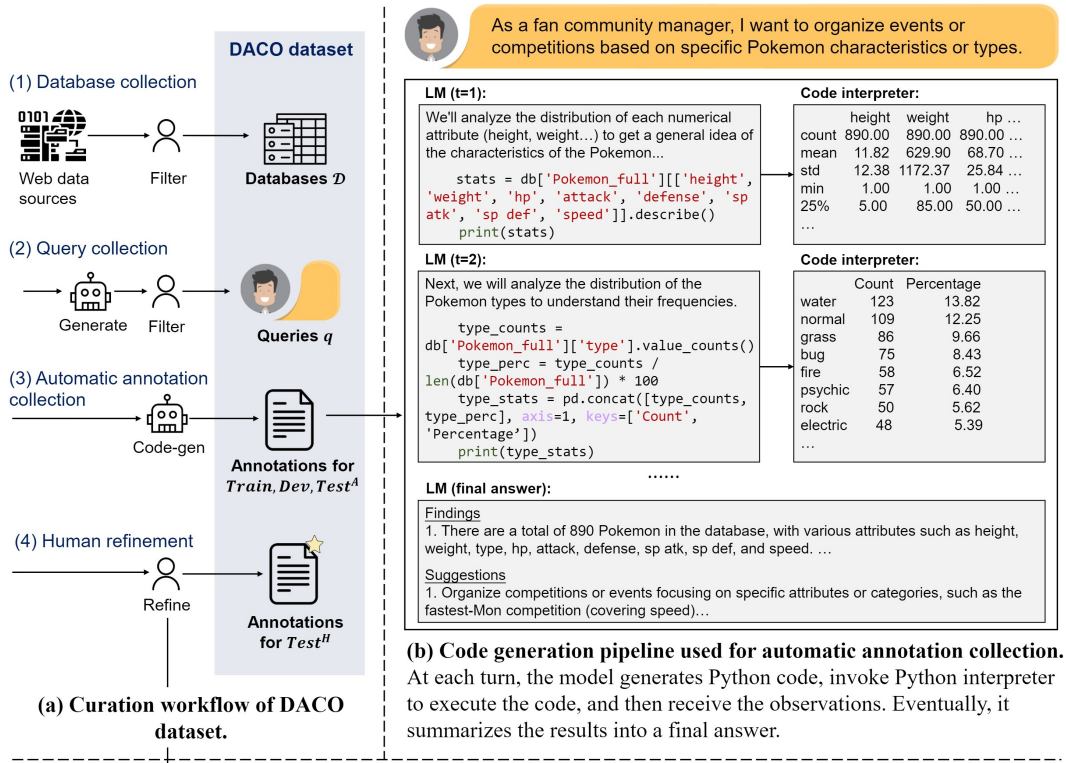 DACO dataset
(1) Database collection
0101
Web data
sources
Filter
Databases 𝒟
(2) Query collection
Generate
Filter
Queries q
(3) Automatic annotation
collection
Code-gen
Annotations for
Train, Dev, Test^A
(4) Human refinement
Refine
Annotations
for Test^H
(a) Curation workflow of DACO
dataset.
As a fan community manager, I want to organize events or
competitions based on specific Pokemon characteristics or types.
LM (t=1):
We'll analyze the distribution of each numerical
attribute (height, weight…) to get a general idea of
the characteristics of the Pokemon...
stats = db['Pokemon_full'][['height',
'weight', 'hp', 'attack', 'defense', 'sp
atk', 'sp def', 'speed']].describe()
print(stats)
Code interpreter:
height weight hp …
count 890.00 890.00 890.00 …
mean 11.82 629.90 68.70 …
std 12.38 1172.37 25.84 …
min 1.00 1.00 1.00 …
25% 5.00 85.00 50.00 …
…
LM (t=2):
Next, we will analyze the distribution of the
Pokemon types to understand their frequencies.
type_counts =
db['Pokemon_full']['type'].value_counts()
type_perc = type_counts /
len(db['Pokemon_full']) * 100
type_stats = pd.concat([type_counts,
type_perc], axis=1, keys=['Count',
'Percentage’])
print(type_stats)
Code interpreter:
Count Percentage
water 123 13.82
normal 109 12.25
grass 86 9.66
bug 75 8.43
fire 58 6.52
psychic 57 6.40
rock 50 5.62
electric 48 5.39
…
……
LM (final answer):
Findings
1. There are a total of 890 Pokemon in the database, with various attributes such as height,
weight, type, hp, attack, defense, sp atk, sp def, and speed. …
Suggestions
1. Organize competitions or events focusing on specific attributes or categories, such as the
fastest-Mon competition (covering speed)…
(b) Code generation pipeline used for automatic annotation collection.
At each turn, the model generates Python code, invoke Python interpreter
to execute the code, and then receive the observations. Eventually, it
summarizes the results into a final answer.